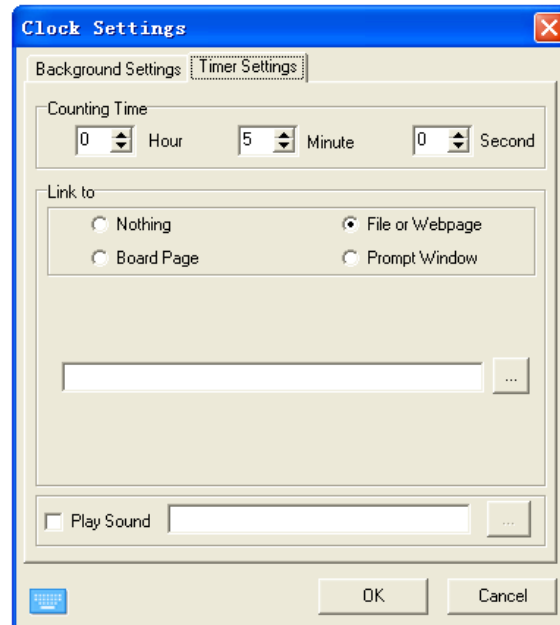 Clock Settings
Background Settings Timer Settings
Counting Time
0 Hour 5 Minute 0 Second
Link to
Nothing File or Webpage
Board Page Prompt Window
...
Play Sound ...
OK Cancel